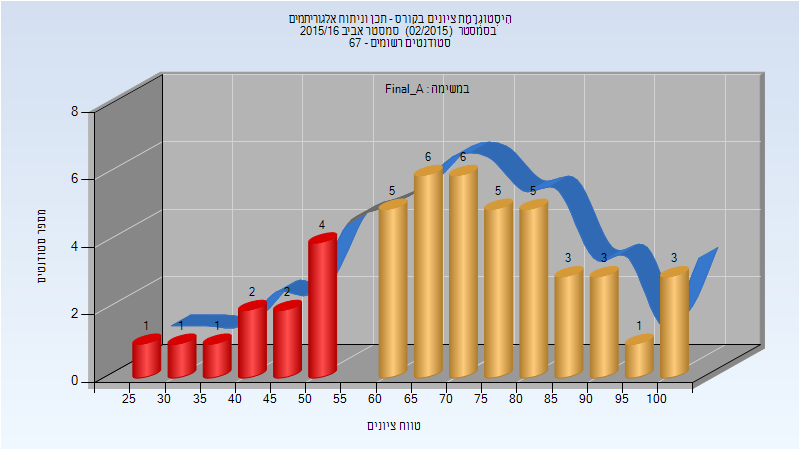 היסטוגרמת ציונים בקורס - תכן וניתוח אלגוריתמים
בסמסטר (02/2015) סמסטר אביב 2015/16
סטודנטים רשומים - 67
במשימה : Final_A
מספר סטודנטים
8
6
4
2
0
1 1 1 2 2 4 5 6 6 5 5 3 3 1 3
25 30 35 40 45 50 55 60 65 70 75 80 85 90 95 100
טווח ציונים